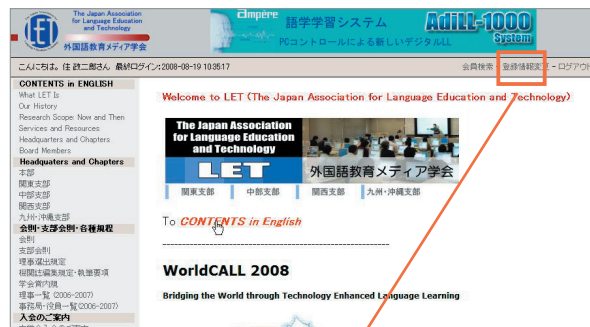 The Japan Association
for Language Education
and Technology
外国語教育メディア学会
ampère
語学学習システム
PCコントロールによる新しいデジタルLL
AdiLL-1000
System
こんにちは。住 政二郎さん 最終ログイン:2008-08-19 10:35:17
会員検索 - 登録情報変更 - ログアウト
CONTENTS in ENGLISH
What LET Is
Our History
Research Scope: Now and Then
Services and Resources
Headquarters and Chapters
Board Members
Headquaters and Chapters
本部
関東支部
中部支部
関西支部
九州・沖縄支部
会則・支部会則・各種規程
会則
支部会則
理事選出規定
機関誌編集規定・執筆要項
学会賞内規
理事一覧 (2006-2007)
事務局・役員一覧(2006-2007)
入会のご案内
Welcome to LET (The Japan Association for Language Education and Technology)
The Japan Association
for Language Education
and Technology
LET
外国語教育メディア学会
関東支部
中部支部
関西支部
九州・沖縄支部
To CONTENTS in English
WorldCALL 2008
Bridging the World through Technology Enhanced Language Learning